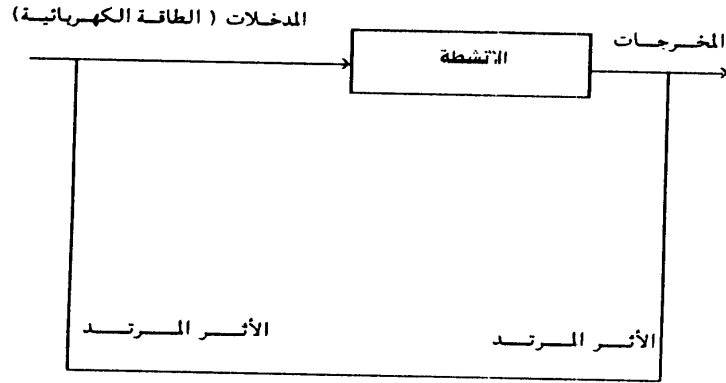 المدخلات ( الطاقة الكهربائية)
المخرجات
الأنشطة
الأثر المرتد
الأثر المرتد